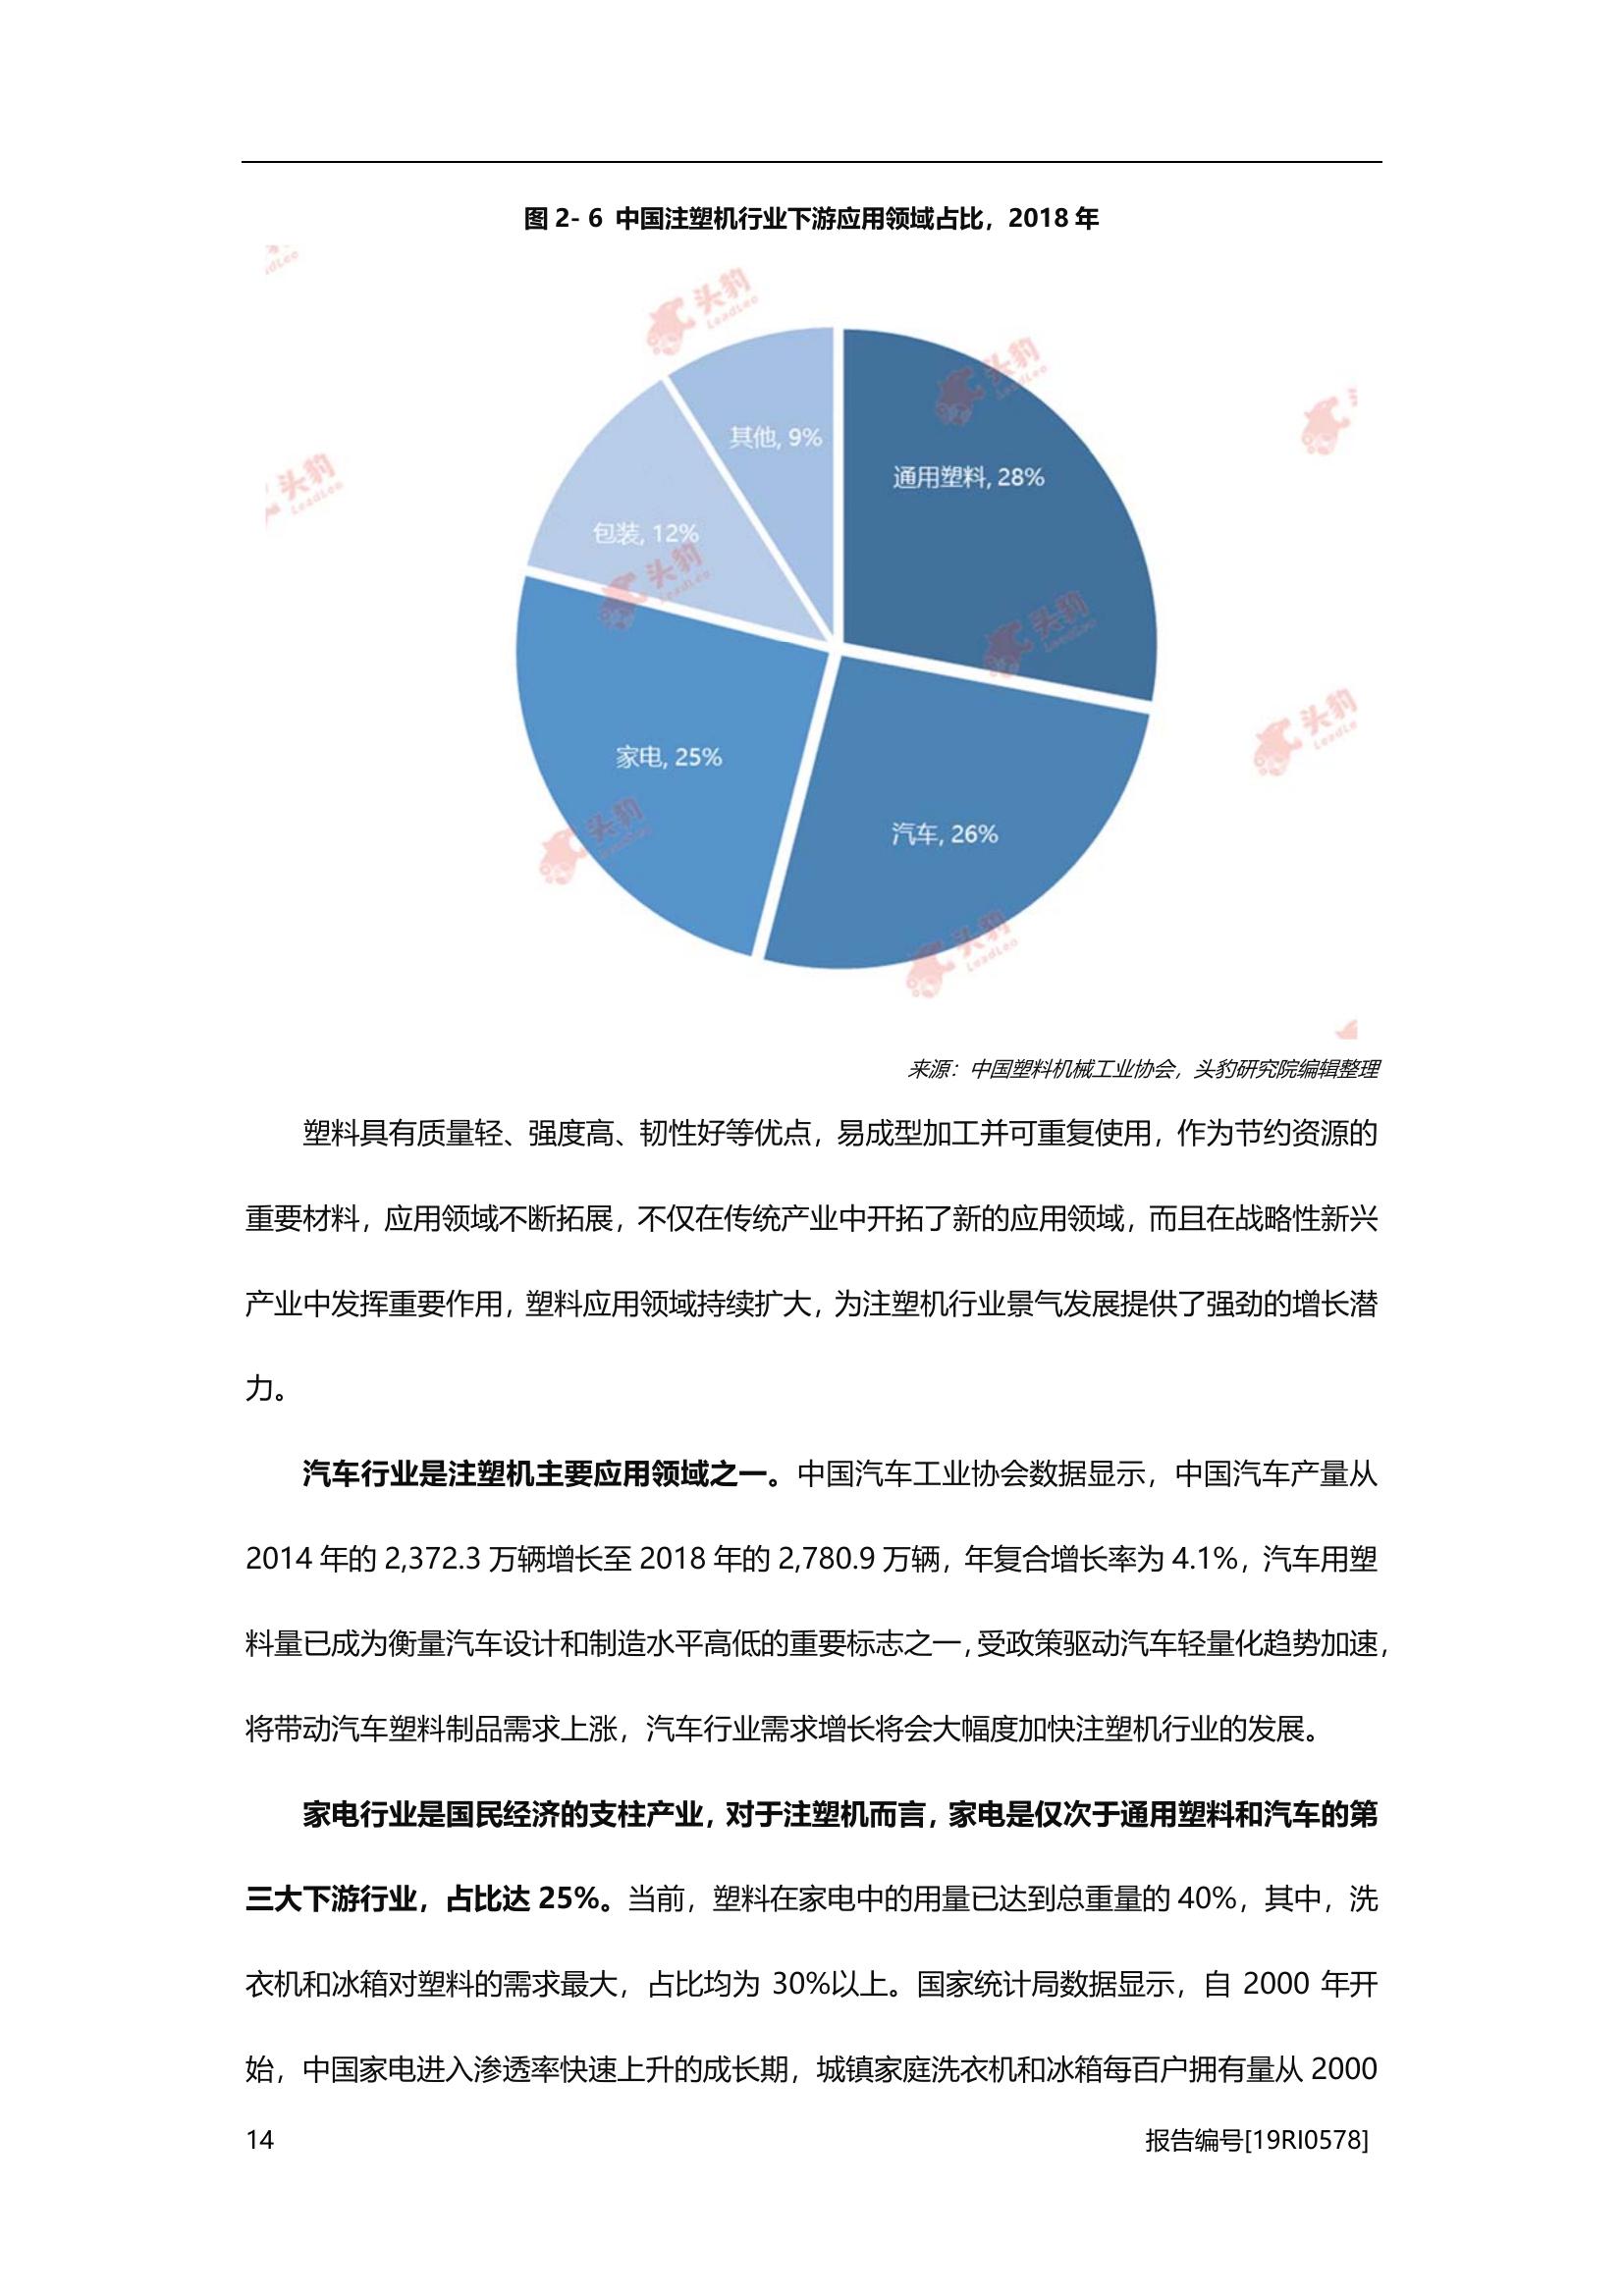 图 2- 6 中国注塑机行业下游应用领域占比，2018 年
头豹
LeadLeo
其他, 9%
通用塑料, 28%
包装, 12%
家电, 25%
汽车, 26%
来源：中国塑料机械工业协会，头豹研究院编辑整理
塑料具有质量轻、强度高、韧性好等优点，易成型加工并可重复使用，作为节约资源的
重要材料，应用领域不断拓展，不仅在传统产业中开拓了新的应用领域，而且在战略性新兴
产业中发挥重要作用，塑料应用领域持续扩大，为注塑机行业景气发展提供了强劲的增长潜
力。
汽车行业是注塑机主要应用领域之一。中国汽车工业协会数据显示，中国汽车产量从
2014 年的 2,372.3 万辆增长至 2018 年的 2,780.9 万辆，年复合增长率为 4.1%，汽车用塑
料量已成为衡量汽车设计和制造水平高低的重要标志之一，受政策驱动汽车轻量化趋势加速，
将带动汽车塑料制品需求上涨，汽车行业需求增长将会大幅度加快注塑机行业的发展。
家电行业是国民经济的支柱产业，对于注塑机而言，家电是仅次于通用塑料和汽车的第
三大下游行业，占比达 25%。当前，塑料在家电中的用量已达到总重量的 40%，其中，洗
衣机和冰箱对塑料的需求最大，占比均为 30%以上。国家统计局数据显示，自 2000 年开
始，中国家电进入渗透率快速上升的成长期，城镇家庭洗衣机和冰箱每百户拥有量从 2000
14
报告编号[19RI0578]